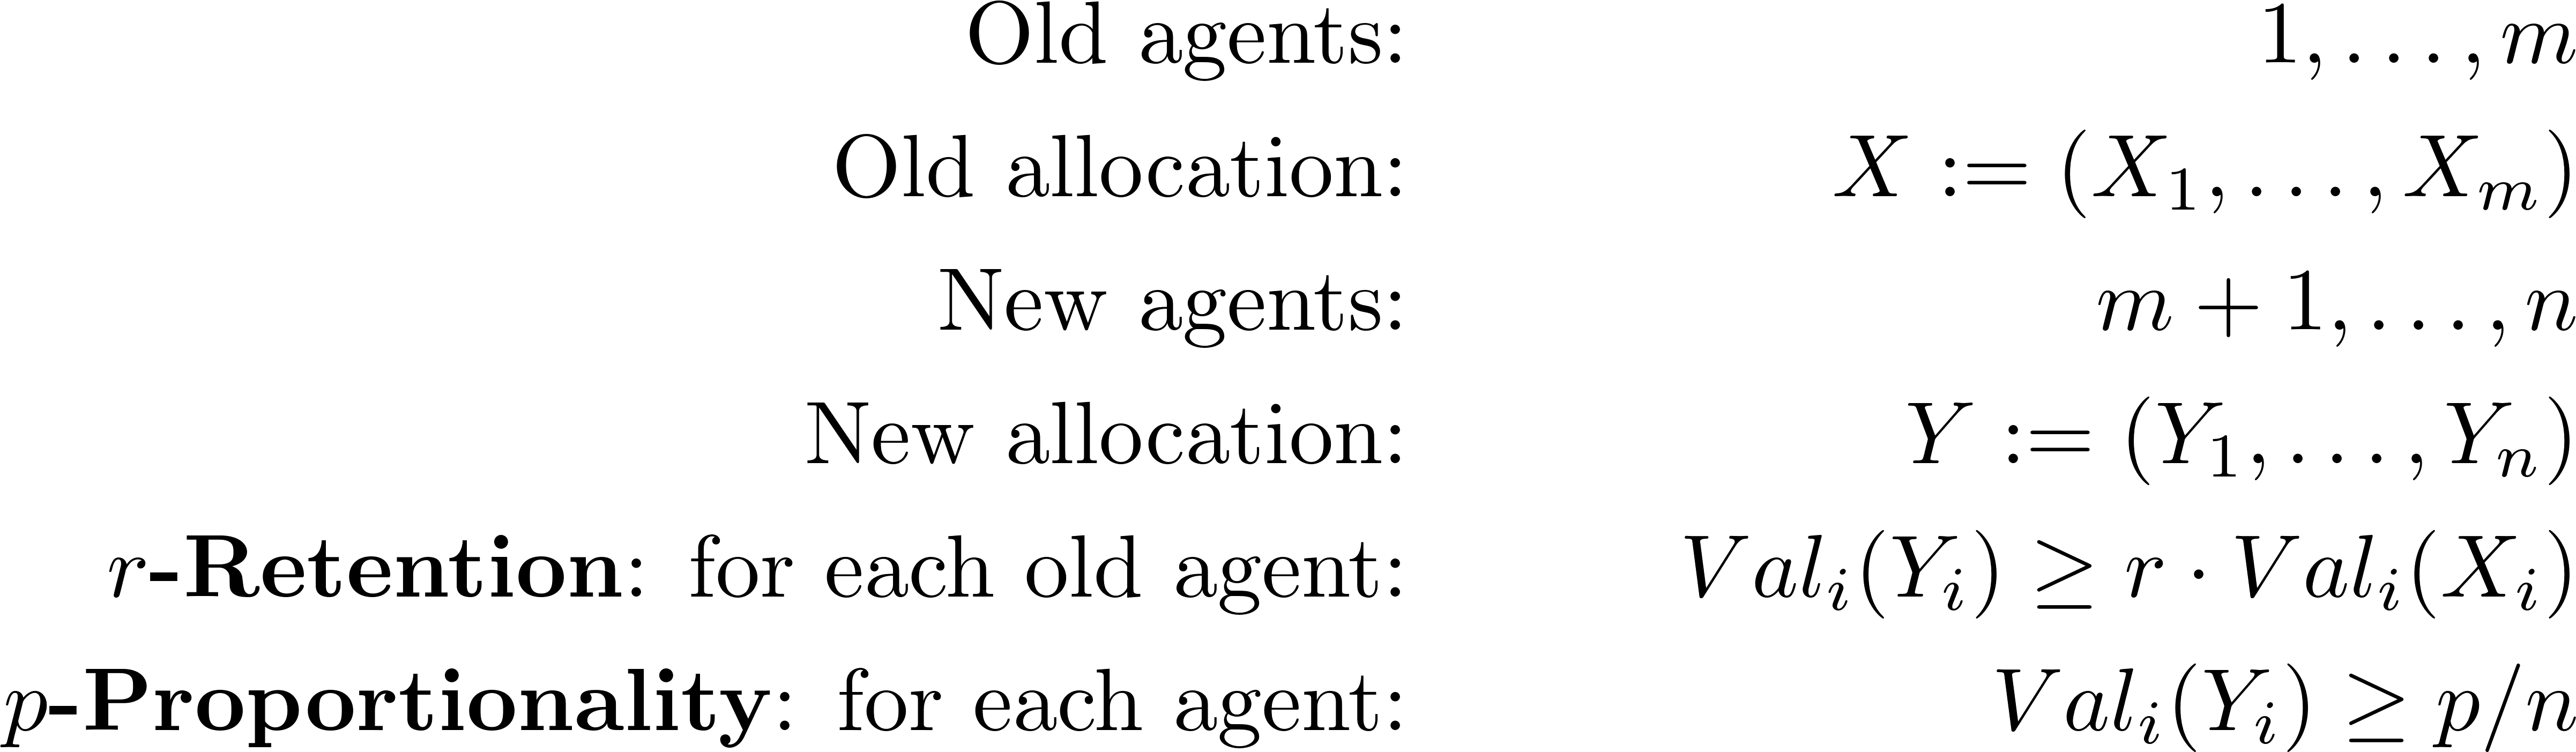 Old agents: 1, . . . , m
Old allocation: X := (X₁, . . . , Xₘ)
New agents: m + 1, . . . , n
New allocation: Y := (Y₁, . . . , Yₙ)
r-Retention: for each old agent: Valᵢ(Yᵢ) ≥ r · Valᵢ(Xᵢ)
p-Proportionality: for each agent: Valᵢ(Yᵢ) ≥ p/n